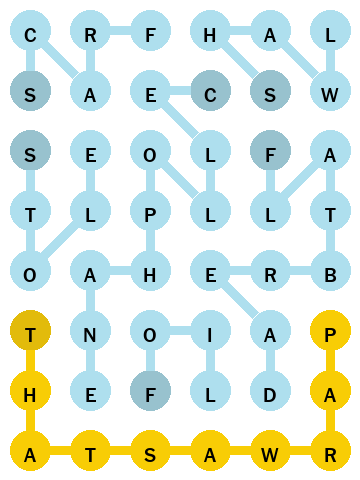 C R F H A L
S A E C S W
S E O L F A
T L P L L T
O A H E R B
T N O I A P
H E F L D A
A T S A W R